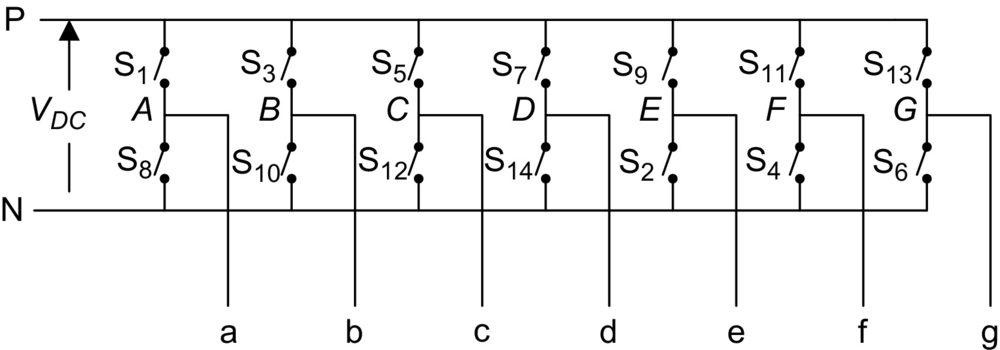 P
S1 S3 S5 S7 S9 S11 S13
VDC A B C D E F G
S8 S10 S12 S14 S2 S4 S6
N
a b c d e f g